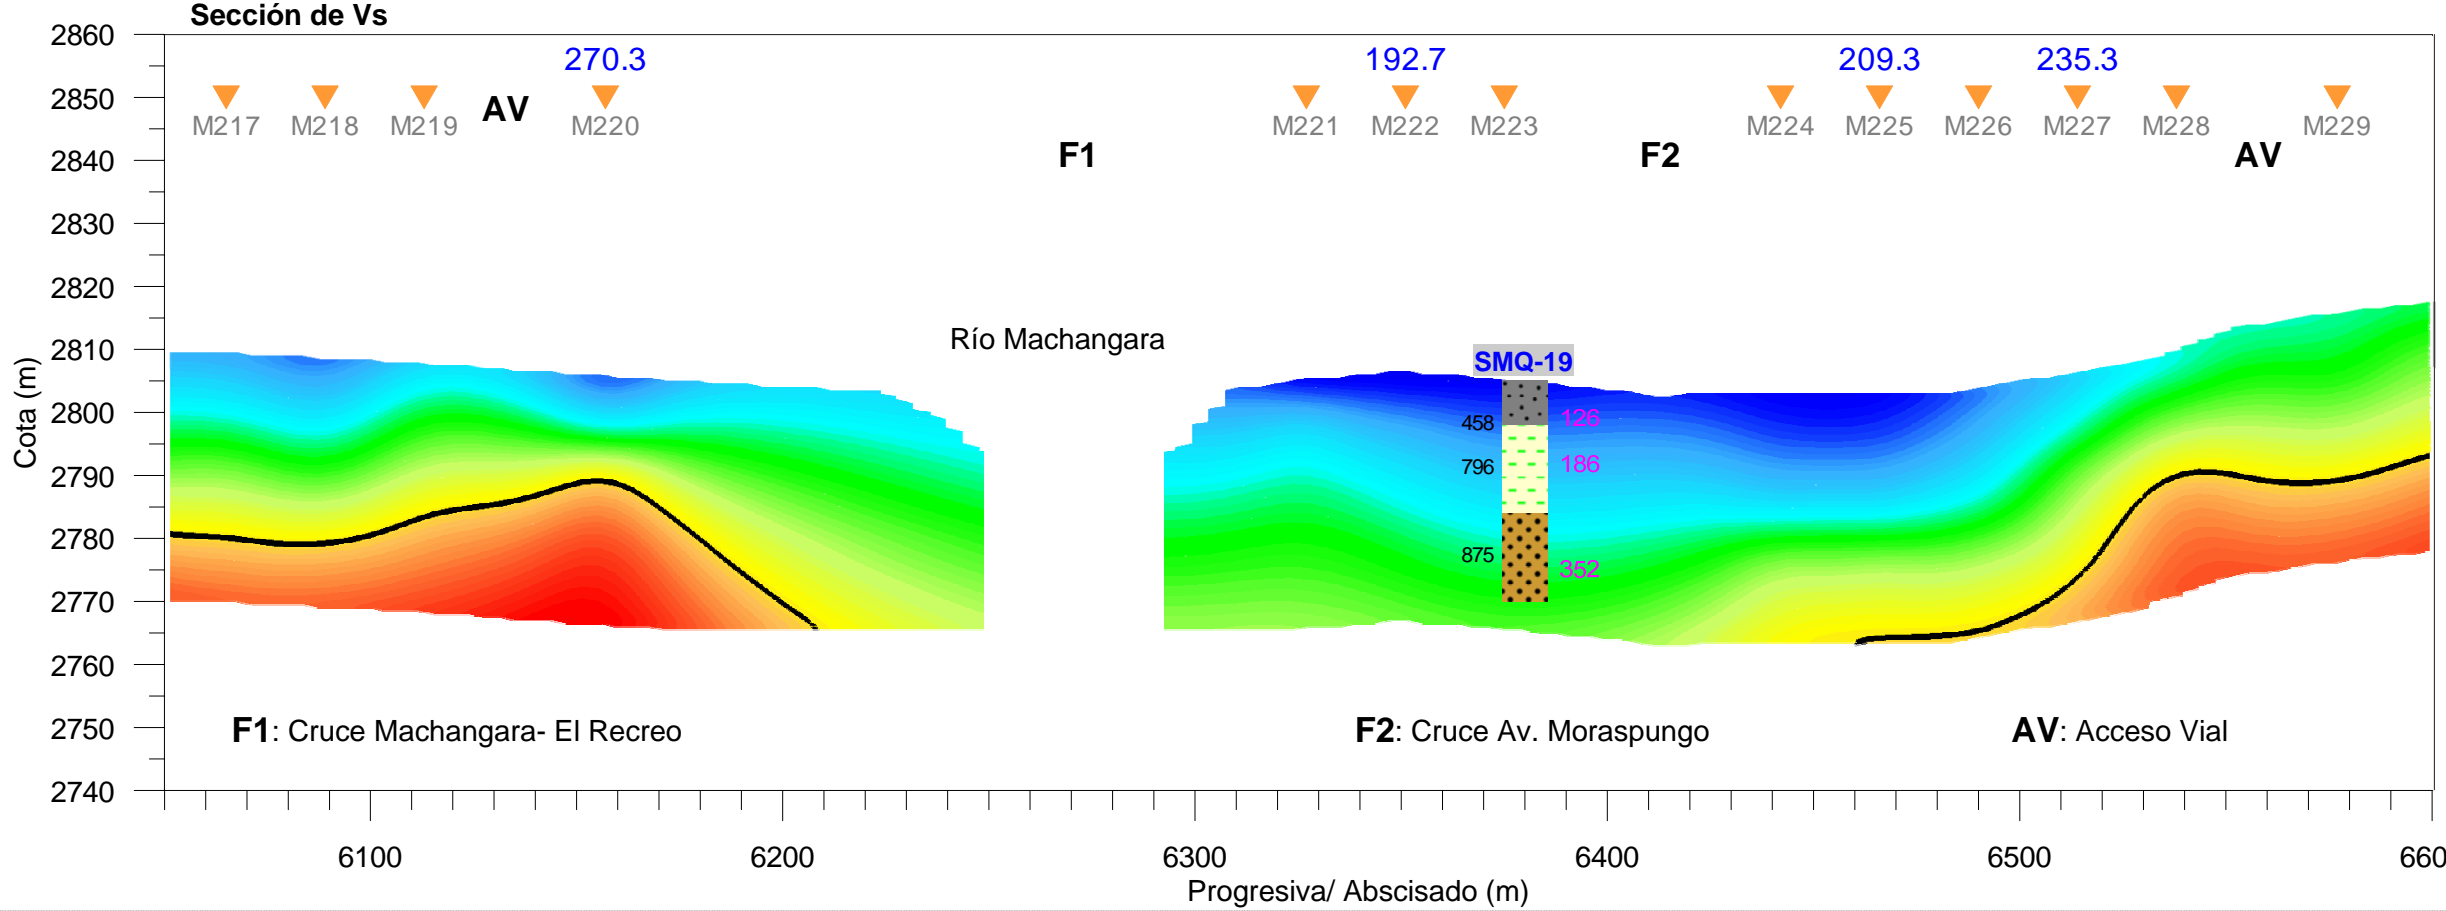 Sección de Vs
2860
270.3
192.7
209.3
235.3
2850
AV
M217
M218
M219
M220
M221
M222
M223
M224
M225
M226
M227
M228
M229
2840
F1
F2
AV
2830
2820
Río Machangara
2810
SMQ-19
2800
458
126
796
186
2790
2780
875
352
2770
2760
2750
F1: Cruce Machangara- El Recreo
F2: Cruce Av. Moraspungo
AV: Acceso Vial
2740
Cota (m)
6100
6200
6300
6400
6500
660
Progresiva/ Abscisado (m)